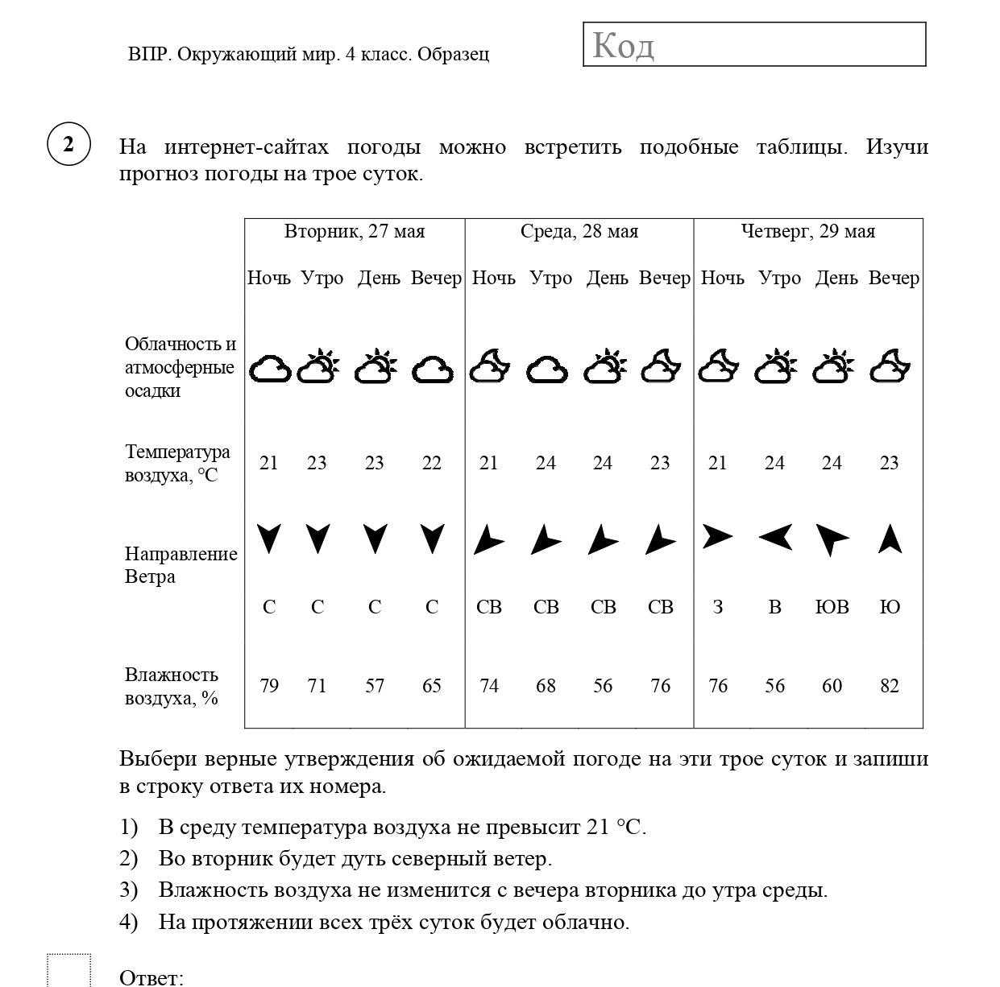 ВПР. Окружающий мир. 4 класс. Образец
Код
2
На интернет-сайтах погоды можно встретить подобные таблицы. Изучи
прогноз погоды на трое суток.
Вторник, 27 мая Среда, 28 мая Четверг, 29 мая
Ночь Утро День Вечер Ночь Утро День Вечер Ночь Утро День Вечер
Облачность и
атмосферные
осадки
Температура
воздуха, °С
21 23 23 22 21 24 24 23 21 24 24 23
Направление
Ветра
С С С С СВ СВ СВ СВ З В ЮВ Ю
Влажность
воздуха, %
79 71 57 65 74 68 56 76 76 56 60 82
Выбери верные утверждения об ожидаемой погоде на эти трое суток и запиши
в строку ответа их номера.
1) В среду температура воздуха не превысит 21 °С.
2) Во вторник будет дуть северный ветер.
3) Влажность воздуха не изменится с вечера вторника до утра среды.
4) На протяжении всех трёх суток будет облачно.
Ответ: